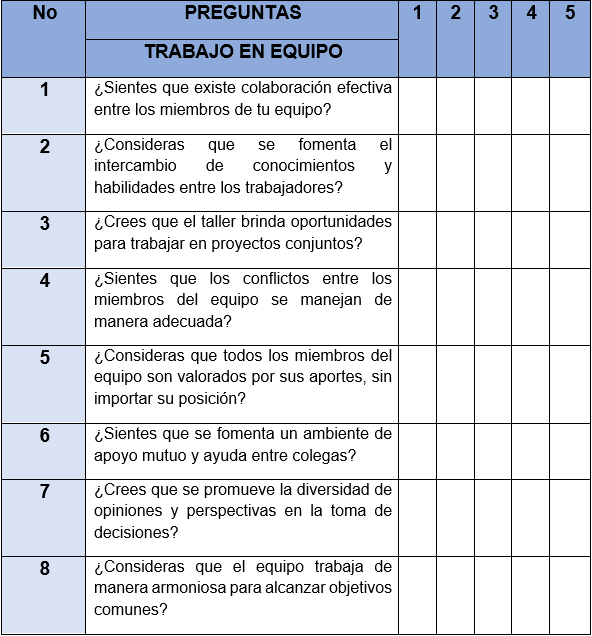 No PREGUNTAS 1 2 3 4 5
TRABAJO EN EQUIPO
1 ¿Sientes que existe colaboración efectiva
entre los miembros de tu equipo?
2 ¿Consideras que se fomenta el
intercambio de conocimientos y
habilidades entre los trabajadores?
3 ¿Crees que el taller brinda oportunidades
para trabajar en proyectos conjuntos?
4 ¿Sientes que los conflictos entre los
miembros del equipo se manejan de
manera adecuada?
5 ¿Consideras que todos los miembros del
equipo son valorados por sus aportes, sin
importar su posición?
6 ¿Sientes que se fomenta un ambiente de
apoyo mutuo y ayuda entre colegas?
7 ¿Crees que se promueve la diversidad de
opiniones y perspectivas en la toma de
decisiones?
8 ¿Consideras que el equipo trabaja de
manera armoniosa para alcanzar objetivos
comunes?